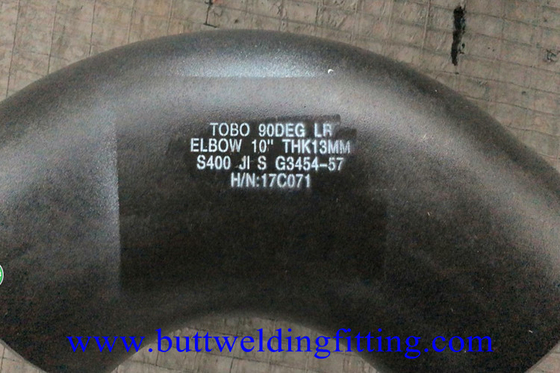 TOBO 90DEG LR
ELBOW 10" THK13MM
S400 JI S G3454-57
H/N:17C071
www.buttweldingfitting.com